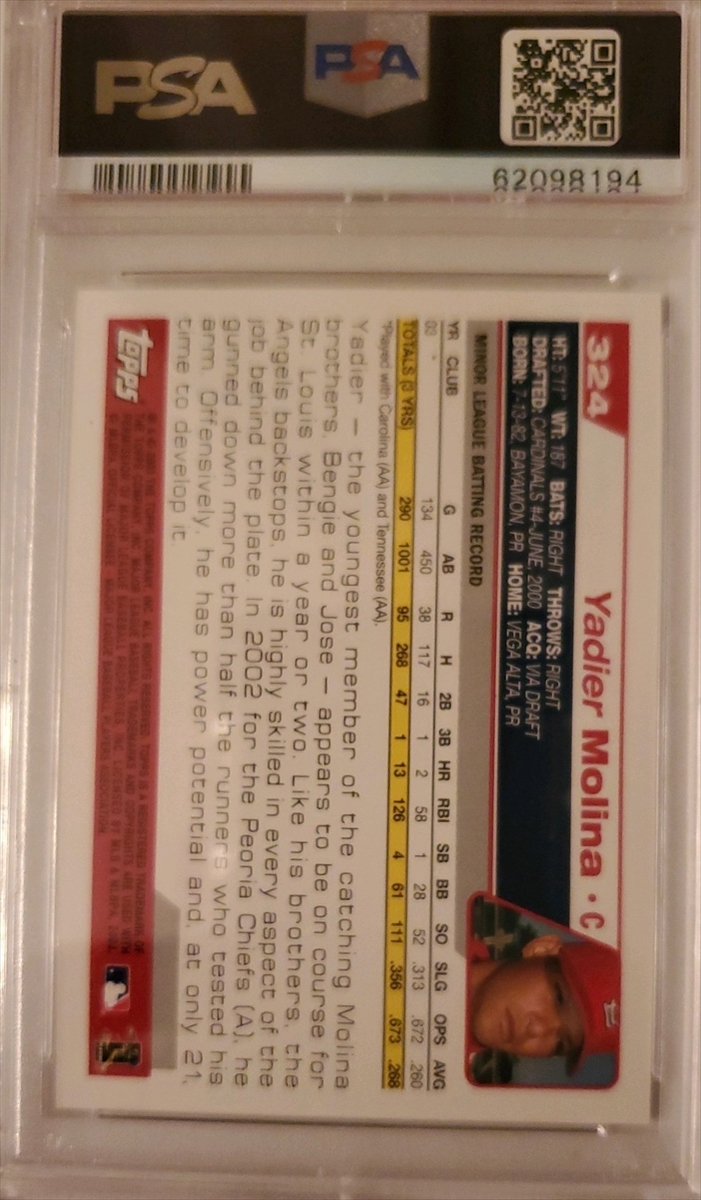 PSA
PSA
62098194
324
Yadier Molina • C
HT: 5'11" WT: 187 BATS: RIGHT THROWS: RIGHT
DRAFTED: CARDINALS #4-JUNE, 2000 ACQ: VIA DRAFT
BORN: 7-13-82, BAYAMON, PR HOME: VEGA ALTA, PR
MINOR LEAGUE BATTING RECORD
YR CLUB G AB R H 2B 3B HR RBI SB BB SO SLG OPS AVG
03 * 134 450 38 117 16 1 2 58 1 28 52 .313 .672 .260
TOTALS (3 YRS) 290 1001 95 268 47 1 13 126 4 61 111 .356 .673 .268
*Played with Carolina (AA) and Tennessee (AA).
Yadier – the youngest member of the catching Molina
brothers, Bengie and Jose – appears to be on course for
St. Louis within a year or two. Like his brothers, the
Angels backstops, he is highly skilled in every aspect of the
job behind the plate. In 2002 for the Peoria Chiefs (A), he
gunned down more than half the runners who tested his
arm. Offensively, he has power potential and, at only 21,
time to develop it.
topps